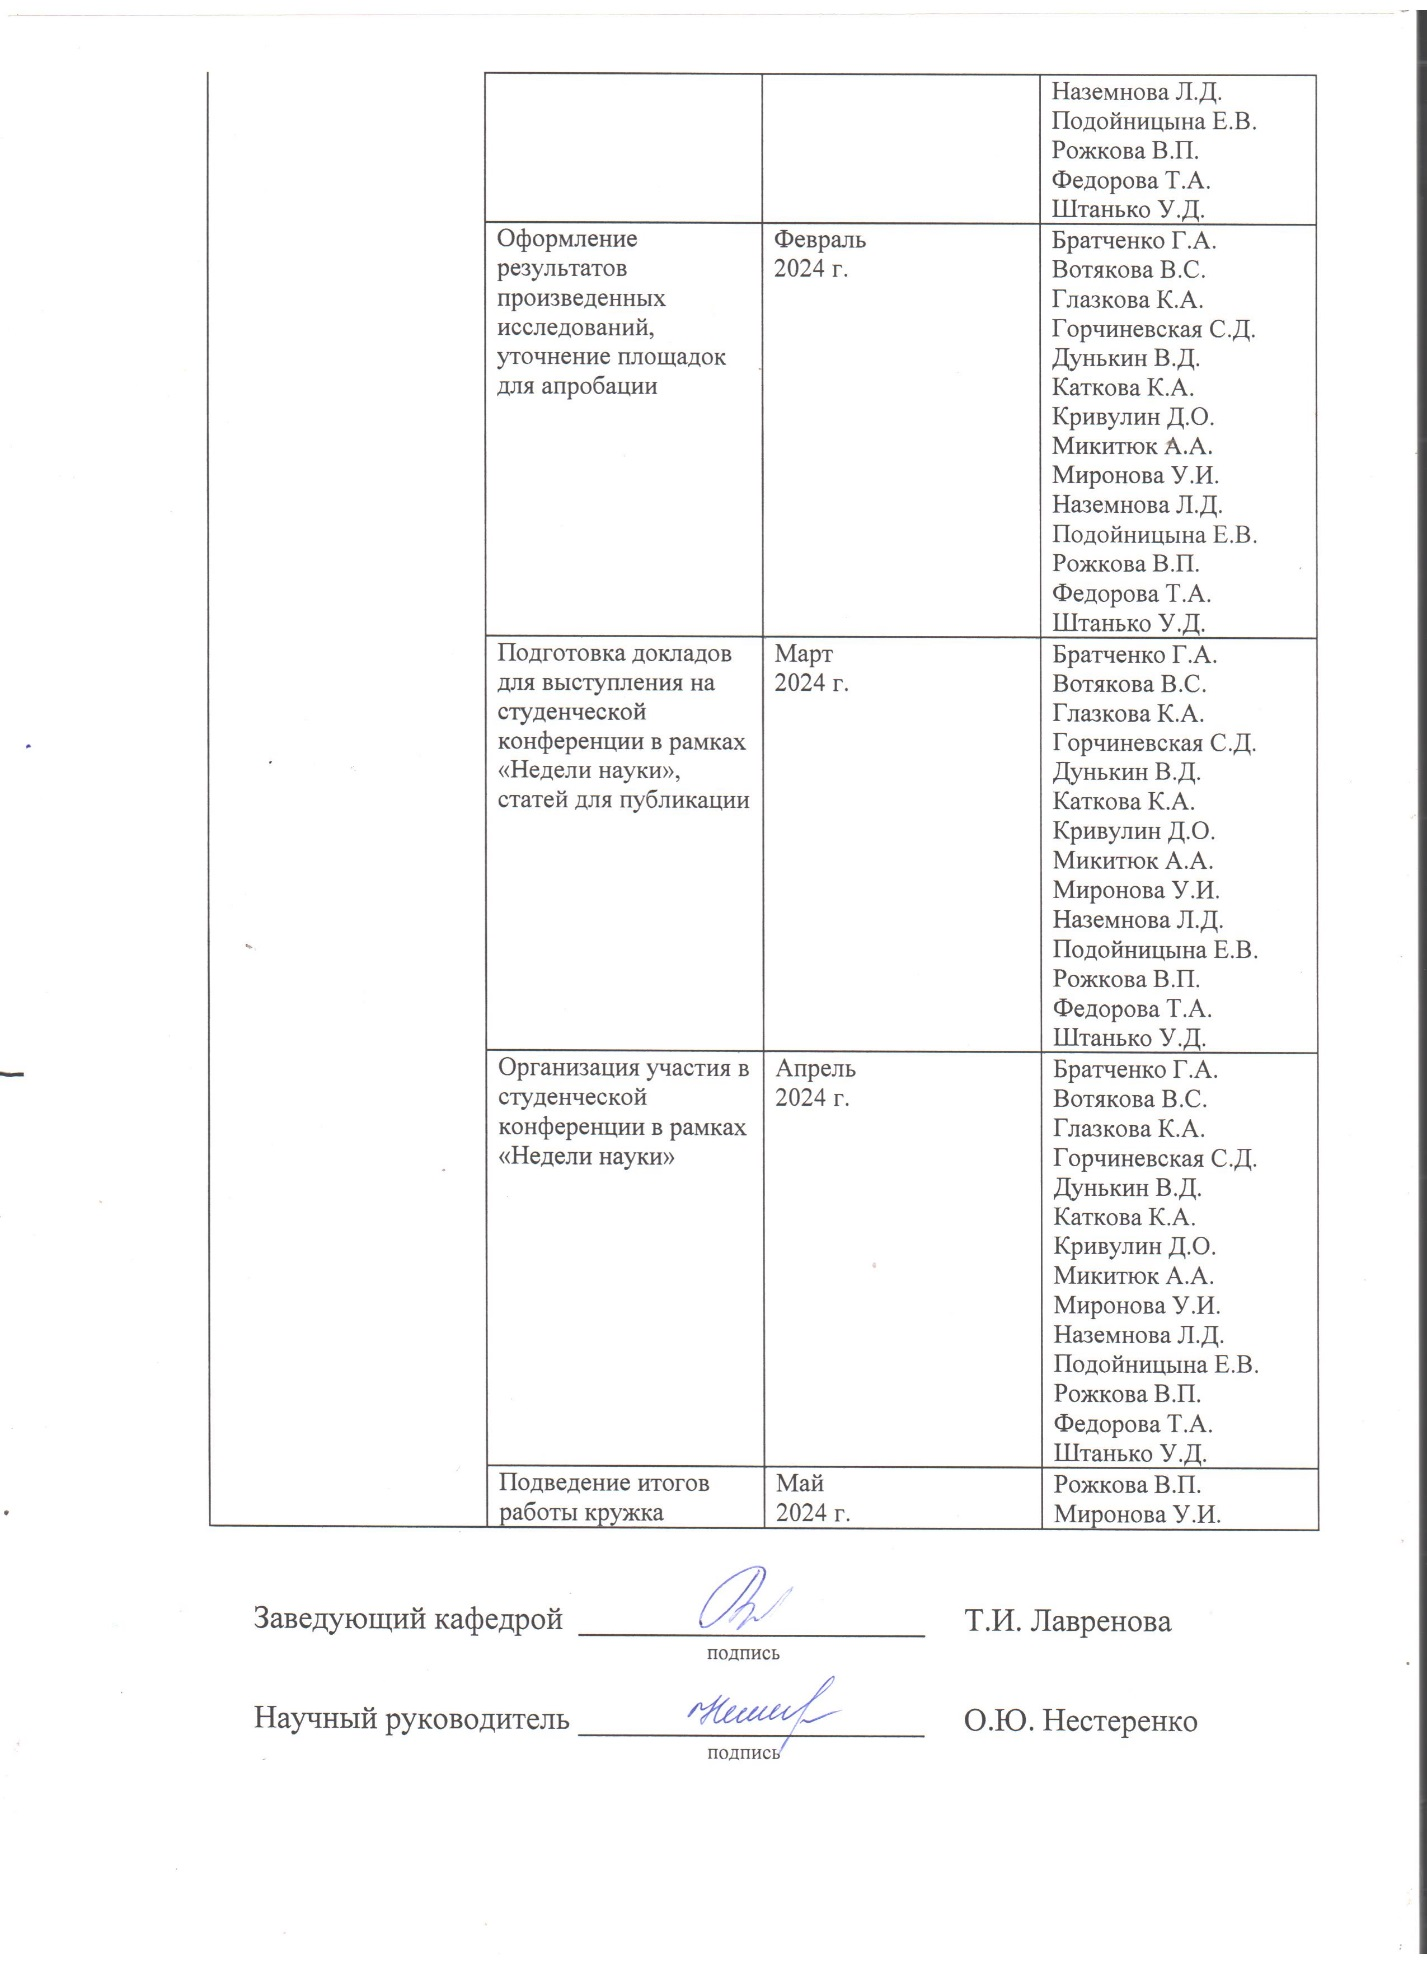 Наземнова Л.Д.
Подойницына Е.В.
Рожкова В.П.
Федорова Т.А.
Штанько У.Д.
Оформление
результатов
произведенных
исследований,
уточнение площадок
для апробации
Февраль
2024 г.
Братченко Г.А.
Вотякова В.С.
Глазкова К.А.
Горчиневская С.Д.
Дунькин В.Д.
Каткова К.А.
Кривулин Д.О.
Микитюк А.А.
Миронова У.И.
Наземнова Л.Д.
Подойницына Е.В.
Рожкова В.П.
Федорова Т.А.
Штанько У.Д.
Подготовка докладов
для выступления на
студенческой
конференции в рамках
«Недели науки»,
статей для публикации
Март
2024 г.
Братченко Г.А.
Вотякова В.С.
Глазкова К.А.
Горчиневская С.Д.
Дунькин В.Д.
Каткова К.А.
Кривулин Д.О.
Микитюк А.А.
Миронова У.И.
Наземнова Л.Д.
Подойницына Е.В.
Рожкова В.П.
Федорова Т.А.
Штанько У.Д.
Организация участия в
студенческой
конференции в рамках
«Недели науки»
Апрель
2024 г.
Братченко Г.А.
Вотякова В.С.
Глазкова К.А.
Горчиневская С.Д.
Дунькин В.Д.
Каткова К.А.
Кривулин Д.О.
Микитюк А.А.
Миронова У.И.
Наземнова Л.Д.
Подойницына Е.В.
Рожкова В.П.
Федорова Т.А.
Штанько У.Д.
Подведение итогов
работы кружка
Май
2024 г.
Рожкова В.П.
Миронова У.И.
Заведующий кафедрой Т.И. Лавренова
подпись
Научный руководитель О.Ю. Нестеренко
подпись